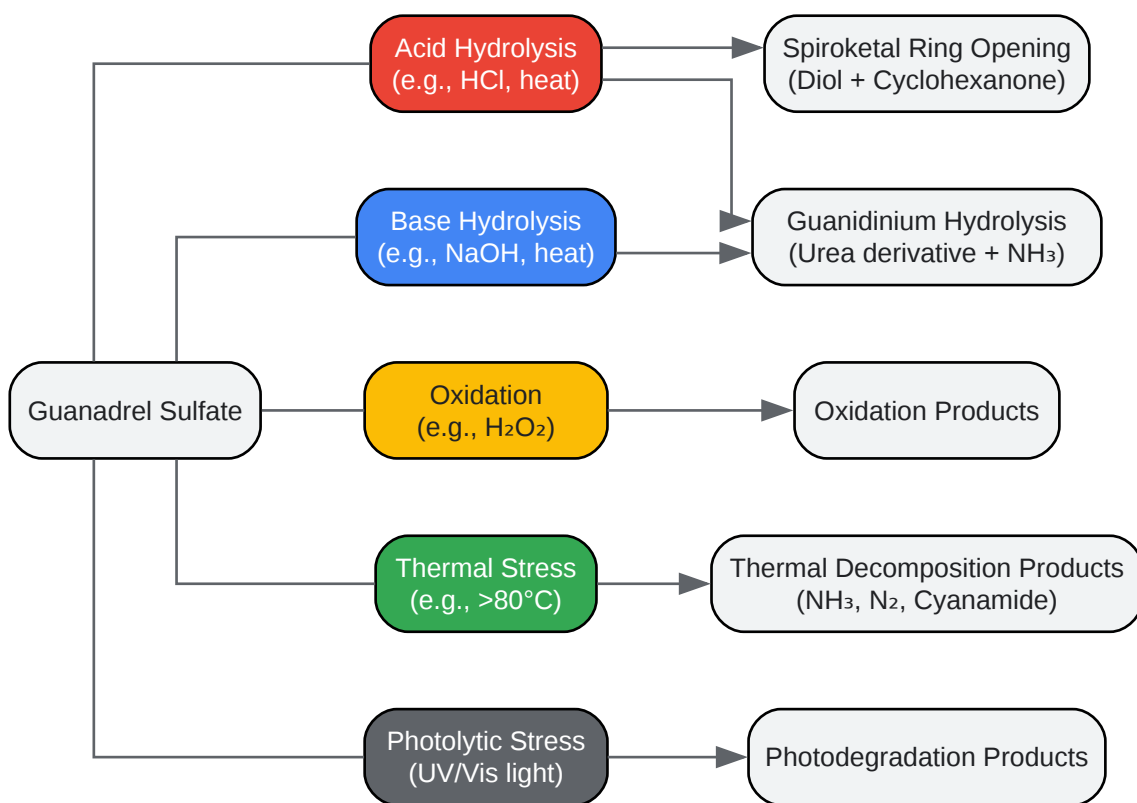 Acid Hydrolysis
(e.g., HCl, heat)
Spiroketal Ring Opening
(Diol + Cyclohexanone)
Base Hydrolysis
(e.g., NaOH, heat)
Guanidinium Hydrolysis
(Urea derivative + NH₃)
Guanadrel Sulfate
Oxidation
(e.g., H₂O₂)
Oxidation Products
Thermal Stress
(e.g., >80°C)
Thermal Decomposition Products
(NH₃, N₂, Cyanamide)
Photolytic Stress
(UV/Vis light)
Photodegradation Products